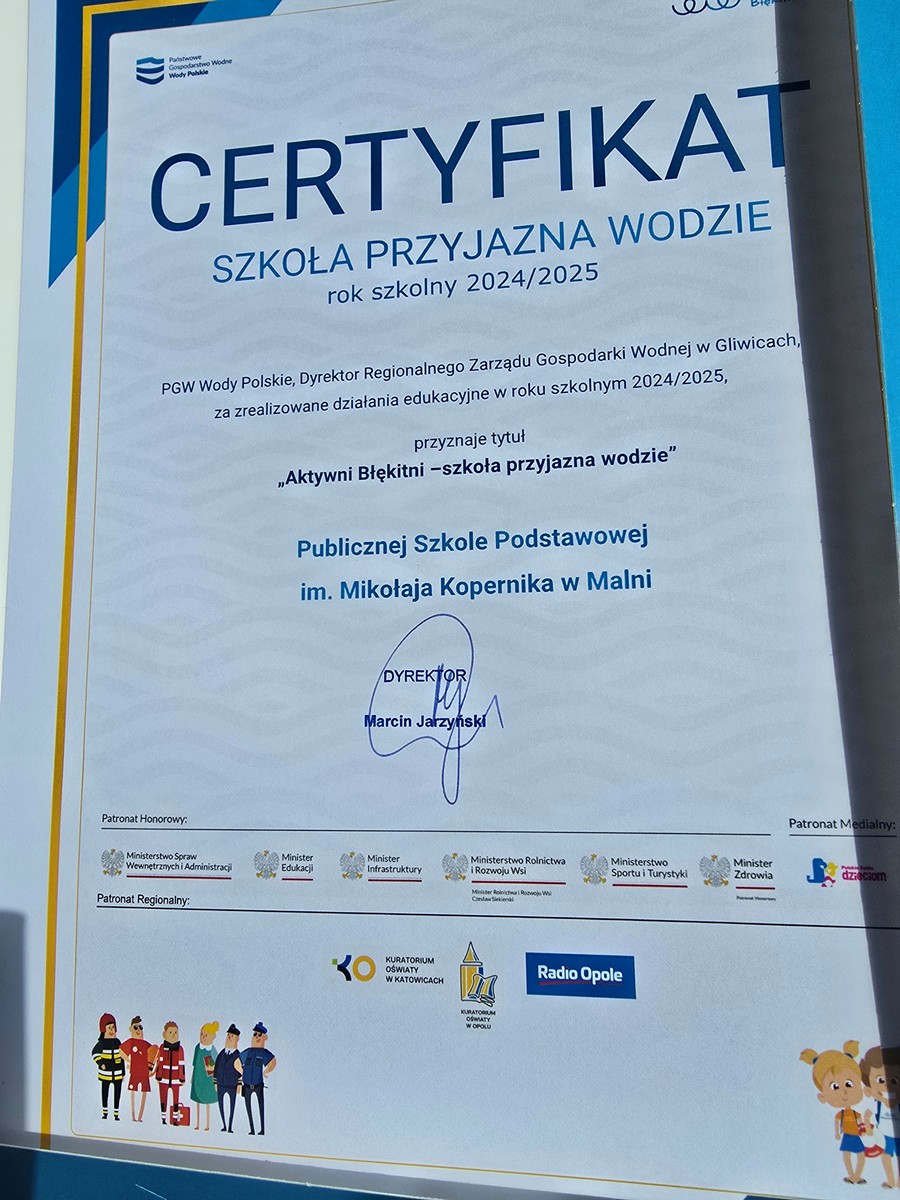 Państwowe
Gospodarstwo Wodne
Wody Polskie
CERTYFIKAT
SZKOŁA PRZYJAZNA WODZIE
rok szkolny 2024/2025
PGW Wody Polskie, Dyrektor Regionalnego Zarządu Gospodarki Wodnej w Gliwicach,
za zrealizowane działania edukacyjne w roku szkolnym 2024/2025,
przyznaje tytuł
„Aktywni Błękitni –szkoła przyjazna wodzie”
Publicznej Szkole Podstawowej
im. Mikołaja Kopernika w Malni
DYREKTOR
Marcin Jarzyński
Patronat Honorowy:
Patronat Medialny:
Ministerstwo Spraw
Wewnętrznych i Administracji
Minister
Edukacji
Minister
Infrastruktury
Ministerstwo Rolnictwa
i Rozwoju Wsi
Minister Rolnictwa i Rozwoju Wsi
Czesław Siekierski
Ministerstwo
Sportu i Turystyki
Minister
Zdrowia
Patronat Honorowy
dzieciom
Patronat Regionalny:
KO
KURATORIUM
OŚWIATY
W KATOWICACH
KURATORIUM
OŚWIATY
W OPOLU
Radio Opole